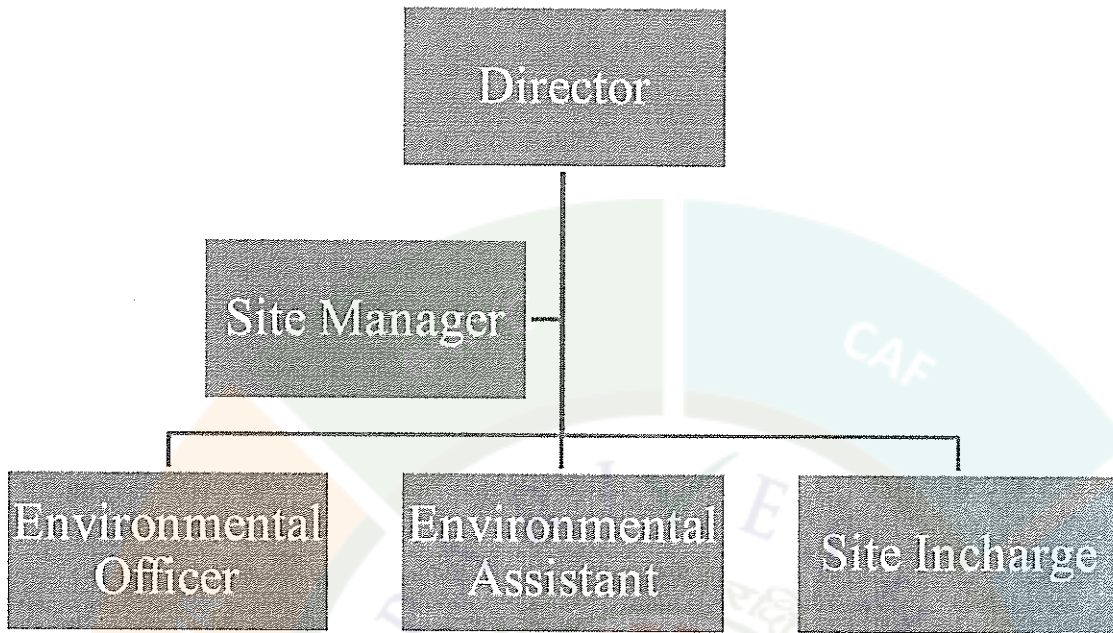 Director
Site Manager
CAF
Environmental
Officer
Environmental
Assistant
Site Incharge